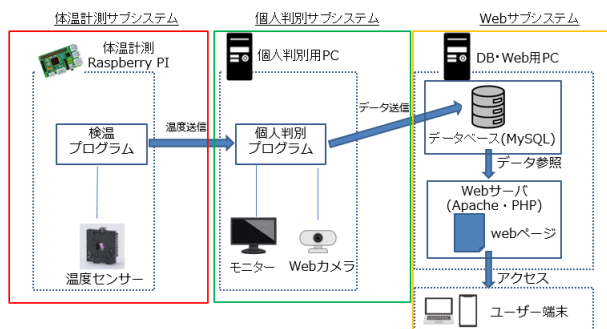 体温計測サブシステム
個人判別サブシステム
Webサブシステム
体温計測
Raspberry PI
個人判別用PC
DB・Web用PC
検温
プログラム
温度送信
個人判別
プログラム
データ送信
データベース(MySQL)
データ参照
Webサーバ
(Apache・PHP)
webページ
温度センサー
モニター
Webカメラ
アクセス
ユーザー端末